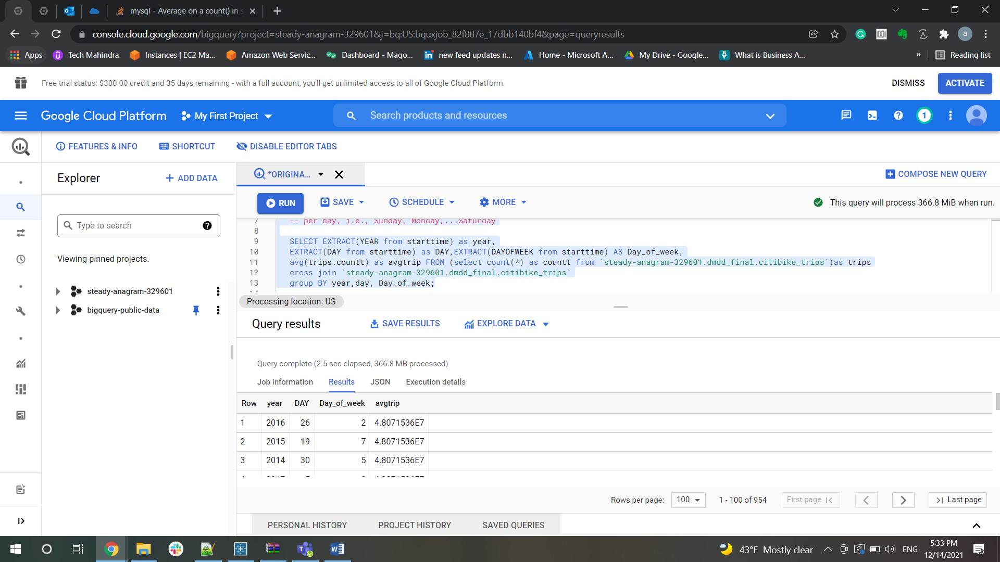 mysql - Average on a count() in s
console.cloud.google.com/bigquery?project=steady-anagram-329601&j=bq:US:bquxjob_82f887e_17dbb140bf4&page=queryresults
a
Apps
Tech Mahindra
Instances | EC2 Ma...
Amazon Web Servic...
Dashboard - Mago...
new feed updates n...
Home - Microsoft A...
My Drive - Google...
What is Business A...
»
Reading list
Free trial status: $300.00 credit and 35 days remaining - with a full account, you'll get unlimited access to all of Google Cloud Platform.
DISMISS
ACTIVATE
Google Cloud Platform
My First Project
Search products and resources
1
FEATURES & INFO
SHORTCUT
DISABLE EDITOR TABS
Explorer
+ ADD DATA
*ORIGINA...
COMPOSE NEW QUERY
RUN
SAVE
SCHEDULE
MORE
This query will process 366.8 MiB when run.
Type to search
Viewing pinned projects.
steady-anagram-329601
bigquery-public-data
7 -- per day, i.e., Sunday, Monday,...Saturday
8
9 SELECT EXTRACT(YEAR from starttime) as year,
10 EXTRACT(DAY from starttime) as DAY,EXTRACT(DAYOFWEEK from starttime) AS Day_of_week,
11 avg(trips.countt) as avgtrip FROM (select count(*) as countt from `steady-anagram-329601.dmdd_final.citibike_trips`)as trips
12 cross join `steady-anagram-329601.dmdd_final.citibike_trips`
13 group BY year,day, Day_of_week;
14
Processing location: US
Query results
SAVE RESULTS
EXPLORE DATA
Query complete (2.5 sec elapsed, 366.8 MB processed)
Job information
Results
JSON
Execution details
Row year DAY Day_of_week avgtrip
1 2016 26 2 4.8071536E7
2 2015 19 7 4.8071536E7
3 2014 30 5 4.8071536E7
Rows per page:
100
1 - 100 of 954
First page
Last page
PERSONAL HISTORY
PROJECT HISTORY
SAVED QUERIES
43°F Mostly clear
ENG
5:33 PM
12/14/2021